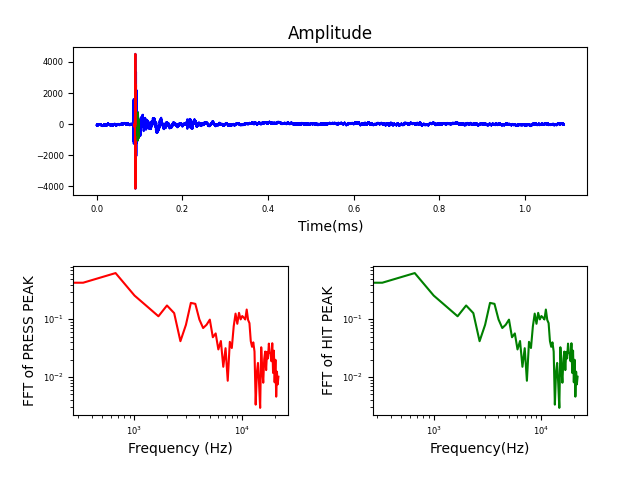 Amplitude
4000
2000
0
−2000
−4000
0.0 0.2 0.4 0.6 0.8 1.0
Time(ms)
FFT of PRESS PEAK
10⁻¹
10⁻²
10³ 10⁴
Frequency (Hz)
FFT of HIT PEAK
10⁻¹
10⁻²
10³ 10⁴
Frequency(Hz)